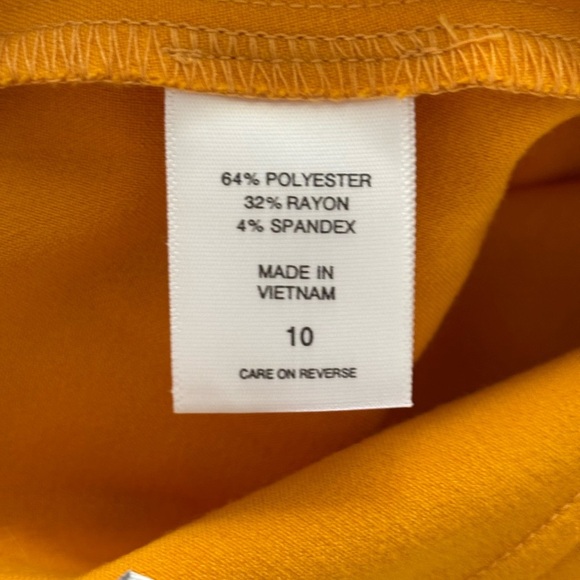 64% POLYESTER
32% RAYON
4% SPANDEX
MADE IN
VIETNAM
10
CARE ON REVERSE